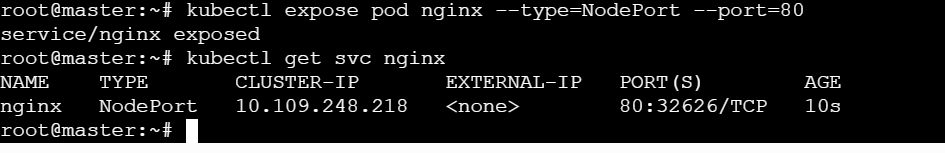 root@master:~# kubectl expose pod nginx --type=NodePort --port=80
service/nginx exposed
root@master:~# kubectl get svc nginx
NAME    TYPE       CLUSTER-IP       EXTERNAL-IP   PORT(S)        AGE
nginx   NodePort   10.109.248.218   <none>        80:32626/TCP   10s
root@master:~#